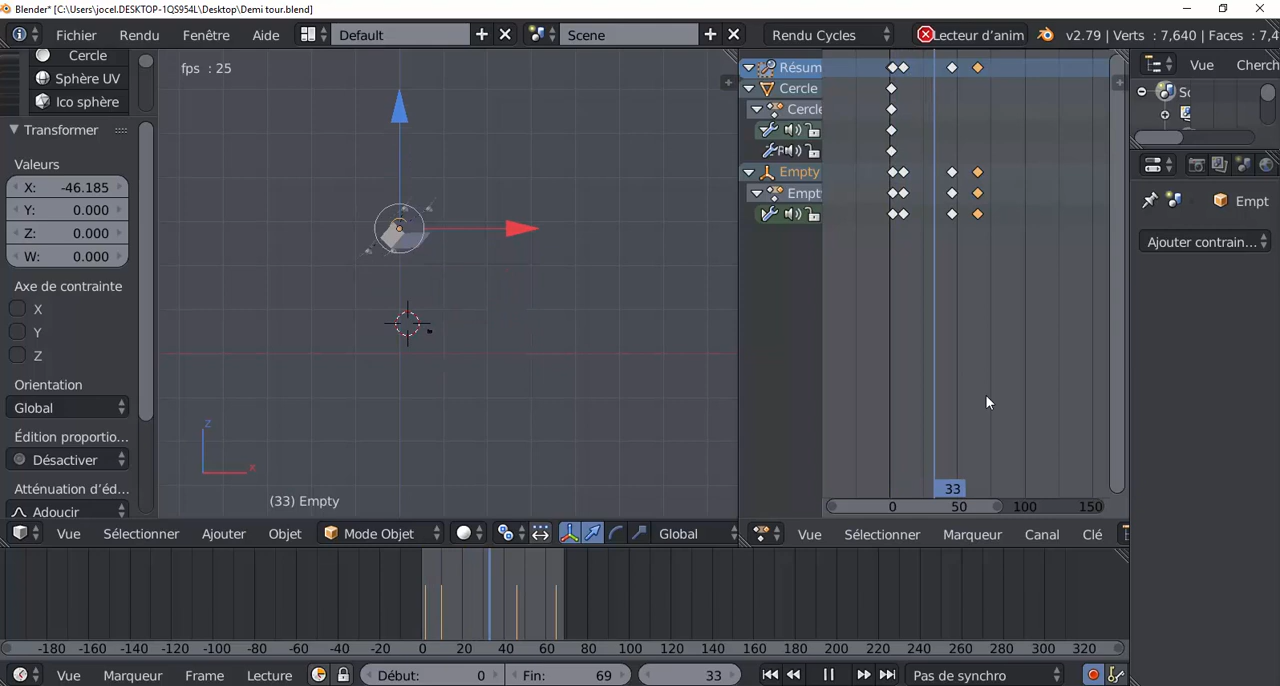 Blender* [C:\Users\jocel.DESKTOP-1QS954L\Desktop\Demi tour.blend]
Fichier Rendu Fenêtre Aide Default Scene Rendu Cycles Lecteur d'anim v2.79 | Verts : 7,640 | Faces : 7,4
Cercle
Sphère UV
Ico sphère
Transformer
Valeurs
X: -46.185
Y: 0.000
Z: 0.000
W: 0.000
Axe de contrainte
X
Y
Z
Orientation
Global
Édition proportio...
Désactiver
Atténuation d'éd...
Adoucir
fps : 25
z
x
(33) Empty
Vue Sélectionner Ajouter Objet Mode Objet Global
Résum
Cercle
Cercle
Empty
Empt
33
0 50 100 150
Vue Sélectionner Marqueur Canal Clé
Vue Cherch
Sc
Empt
Ajouter contrain...
-180 -160 -140 -120 -100 -80 -60 -40 -20 0 20 40 60 80 100 120 140 160 180 200 220 240 260 280 300 320
Vue Marqueur Frame Lecture Début: 0 Fin: 69 33 Pas de synchro